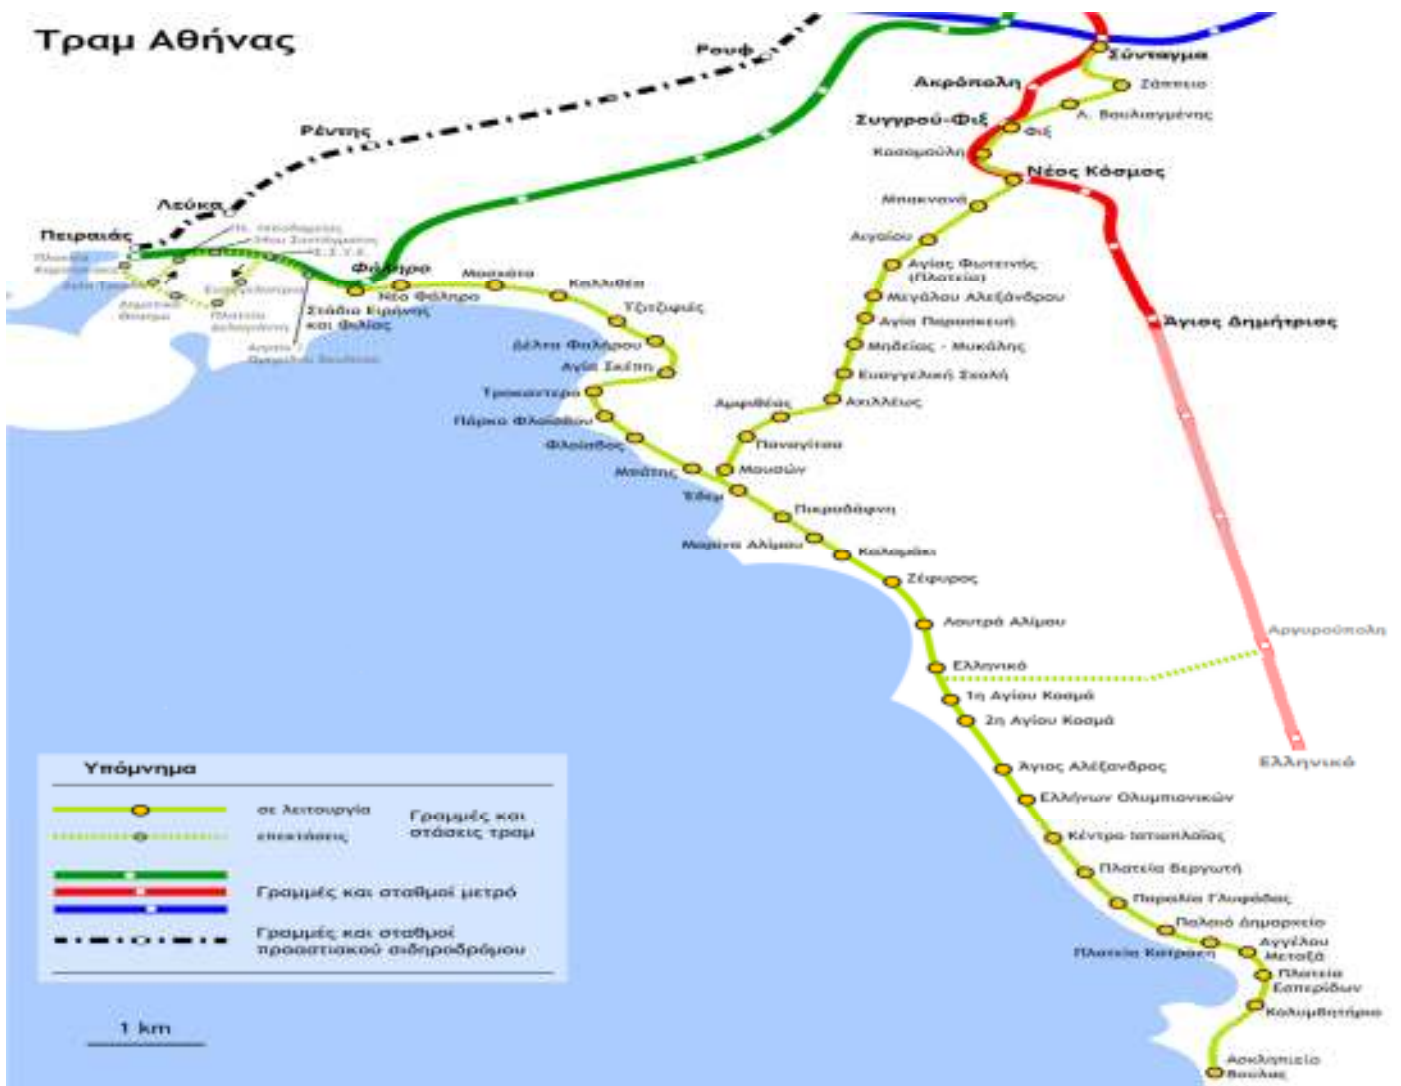 Τραμ Αθήνας
Ρουφ
Σύνταγμα
Ζάππειο
Ακρόπολη
Λ. Βουλιαγμένης
Συγγρού-Φιξ
Φιξ
Ρέντης
Κασομούλη
Νέος Κόσμος
Λεύκα
Μπακνανά
Πειραιάς
Αιγαίου
Φάληρο
Μοσχάτο
Καλλιθέα
Αγίας Φωτεινής
(Πλατεία)
Νέο Φάληρο
Μεγάλου Αλεξάνδρου
Στάδιο Ειρήνης
και Φιλίας
Τζιτζιφιές
Αγία Παρασκευή
Άγιος Δημήτριος
Δέλτα Φαλήρου
Μηδείας - Μυκάλης
Αγία Σκέπη
Ευαγγελική Σχολή
Τροκαντερό
Αχιλλέως
Αμφιθέας
Πάρκο Φλοίσβου
Φλοίσβος
Παναγίτσα
Μπάτης
Μουσών
Έδεμ
Πικροδάφνη
Μαρίνα Αλίμου
Καλαμάκι
Ζέφυρος
Λουτρά Αλίμου
Αργυρούπολη
Ελληνικό
1η Αγίου Κοσμά
2η Αγίου Κοσμά
Ελληνικό
Άγιος Αλέξανδρος
Ελλήνων Ολυμπιονικών
Κέντρο Ιστιοπλοΐας
Πλατεία Βεργωτή
Παραλία Γλυφάδας
Παλαιό Δημαρχείο
Πλατεία Κατράκη
Αγγέλου
Μεταξά
Πλατεία
Εσπερίδων
Κολυμβητήριο
Ασκληπιείο
Βούλας
Υπόμνημα
σε λειτουργία
επεκτάσεις
Γραμμές και
στάσεις τραμ
Γραμμές και σταθμοί μετρό
Γραμμές και σταθμοί
προαστιακού σιδηροδρόμου
1 km